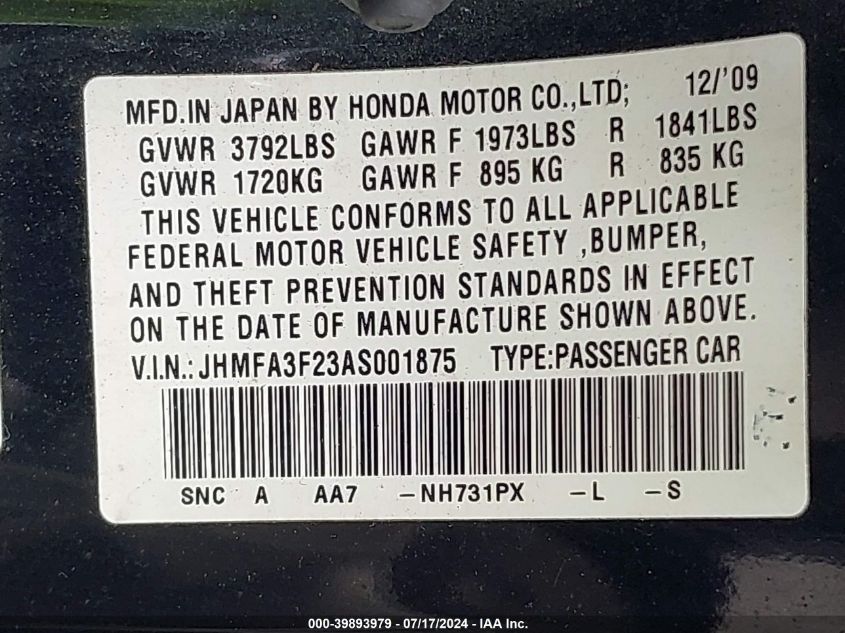 MFD.IN JAPAN BY HONDA MOTOR CO.,LTD; 12/'09
GVWR 3792LBS GAWR F 1973LBS R 1841LBS
GVWR 1720KG GAWR F 895 KG R 835 KG
THIS VEHICLE CONFORMS TO ALL APPLICABLE
FEDERAL MOTOR VEHICLE SAFETY ,BUMPER,
AND THEFT PREVENTION STANDARDS IN EFFECT
ON THE DATE OF MANUFACTURE SHOWN ABOVE.
V.I.N.: JHMFA3F23AS001875 TYPE:PASSENGER CAR
SNC A AA7 -NH731PX -L -S
000-39893979 / 07/17/2024 - IAA Inc.